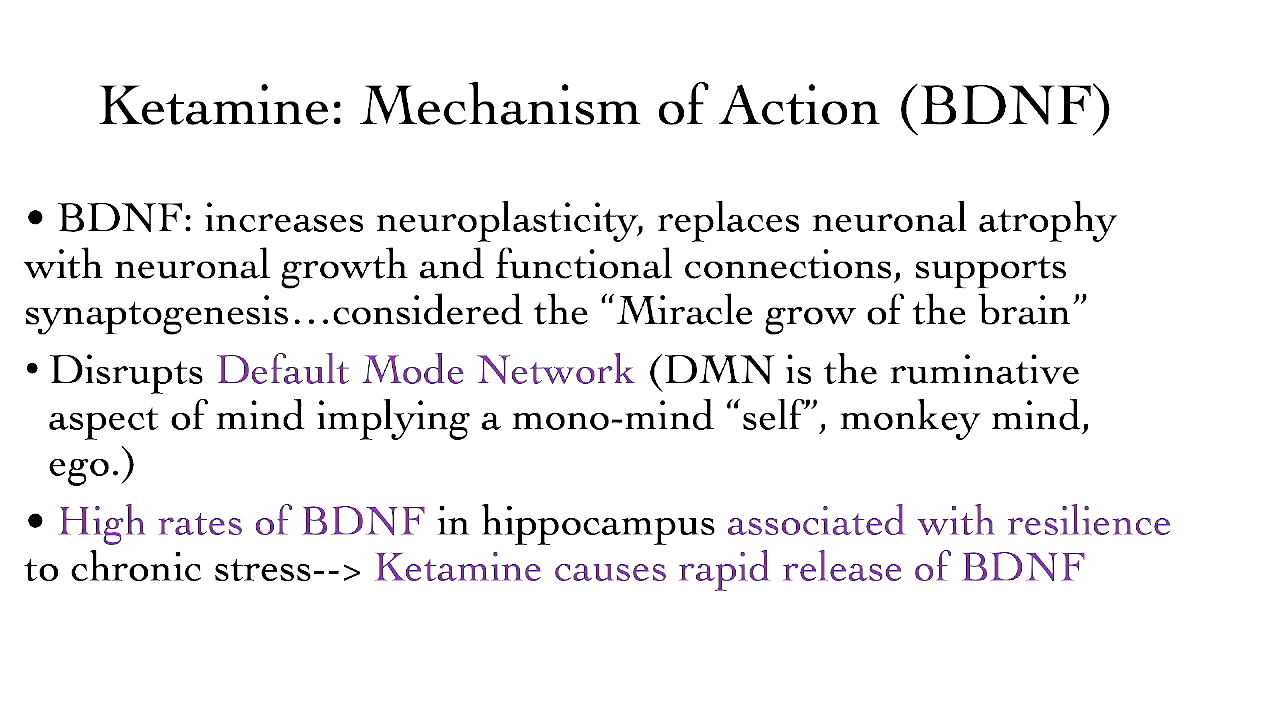 Ketamine: Mechanism of Action (BDNF)
• BDNF: increases neuroplasticity, replaces neuronal atrophy
with neuronal growth and functional connections, supports
synaptogenesis…considered the “Miracle grow of the brain”
• Disrupts Default Mode Network (DMN is the ruminative
aspect of mind implying a mono-mind “self”, monkey mind,
ego.)
• High rates of BDNF in hippocampus associated with resilience
to chronic stress--> Ketamine causes rapid release of BDNF